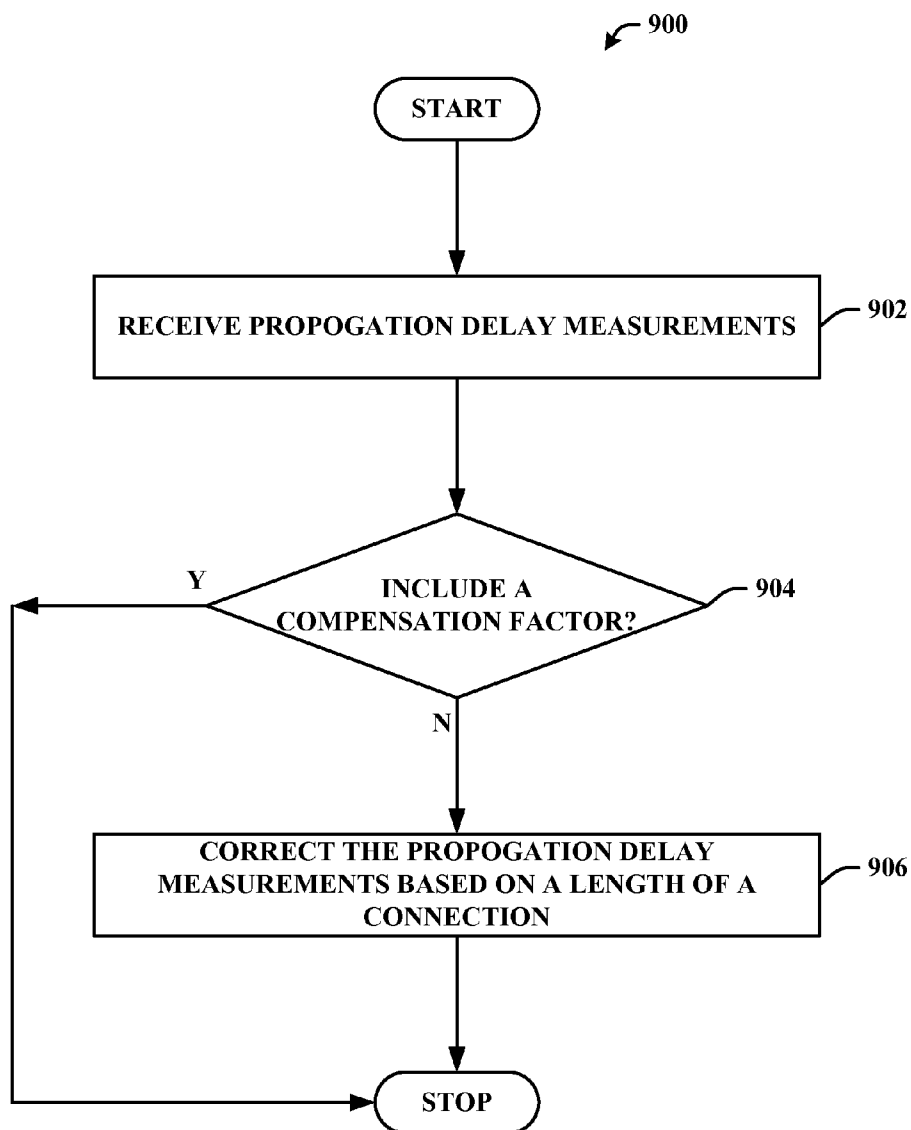 900
START
RECEIVE PROPOGATION DELAY MEASUREMENTS
902
Y
INCLUDE A
COMPENSATION FACTOR?
904
N
CORRECT THE PROPOGATION DELAY
MEASUREMENTS BASED ON A LENGTH OF A
CONNECTION
906
STOP